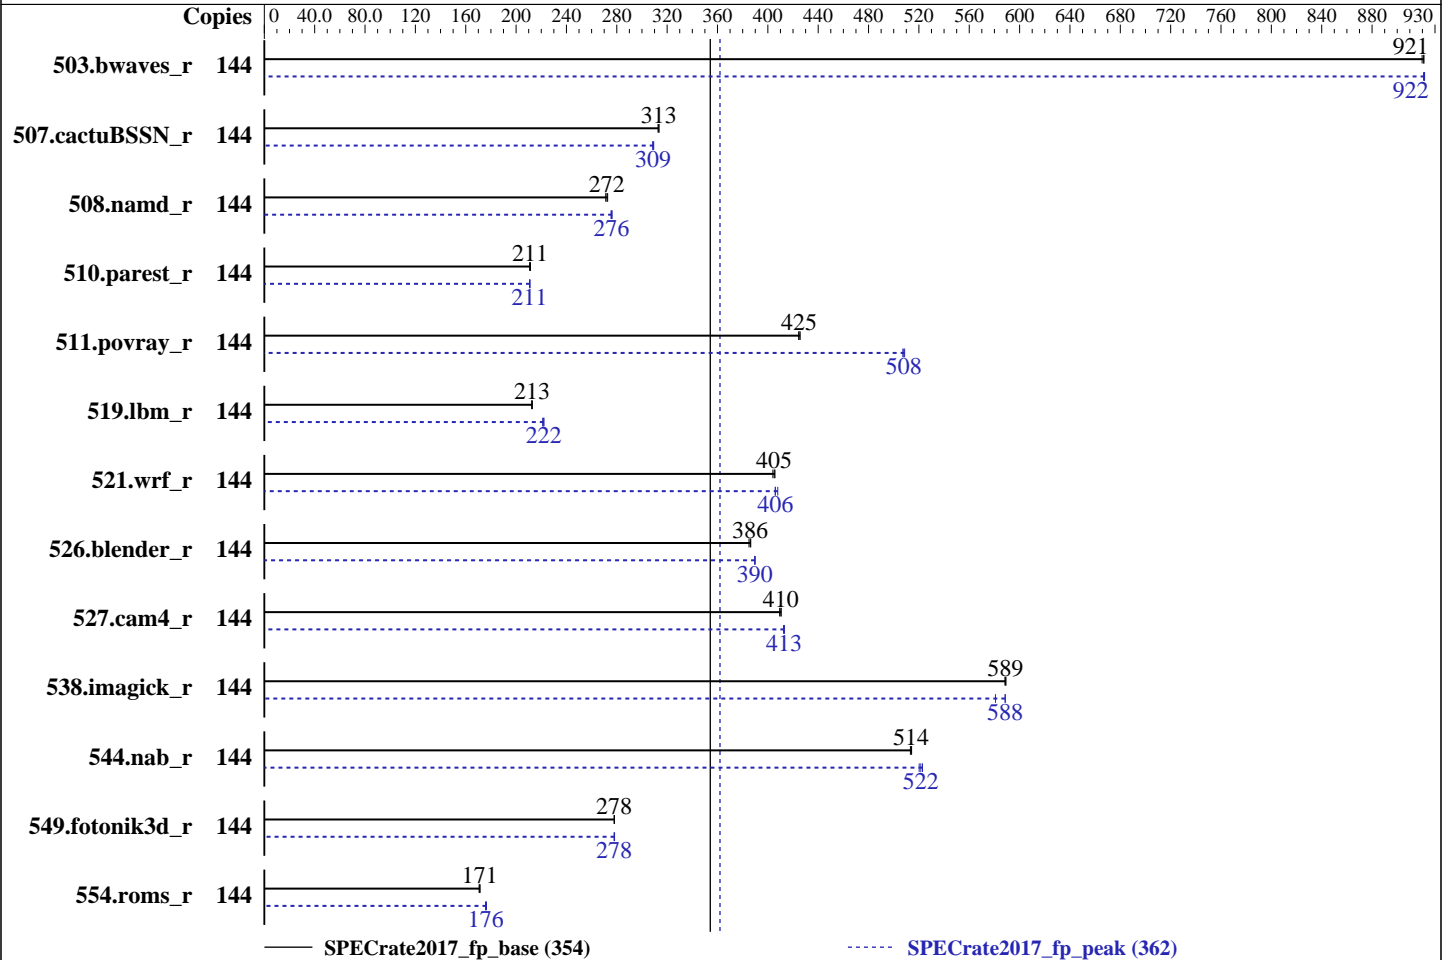 Copies 0 40.0 80.0 120 160 200 240 280 320 360 400 440 480 520 560 600 640 680 720 760 800 840 880 930
921
503.bwaves_r 144
922
313
507.cactuBSSN_r 144
309
272
508.namd_r 144
276
211
510.parest_r 144
211
425
511.povray_r 144
508
213
519.lbm_r 144
222
405
521.wrf_r 144
406
386
526.blender_r 144
390
410
527.cam4_r 144
413
589
538.imagick_r 144
588
514
544.nab_r 144
522
278
549.fotonik3d_r 144
278
171
554.roms_r 144
176
SPECrate2017_fp_base (354) SPECrate2017_fp_peak (362)